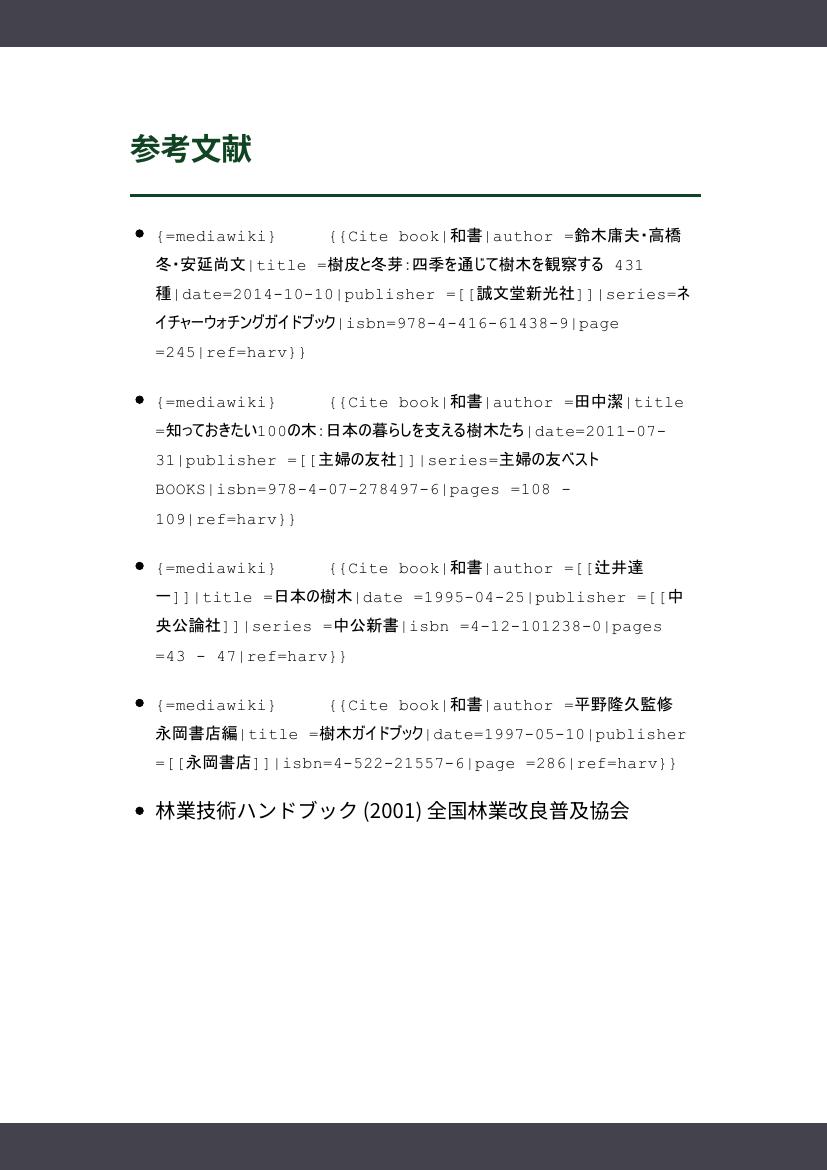 参考文献
{=mediawiki} {{Cite book|和書|author =鈴木庸夫・高橋
冬・安延尚文|title =樹皮と冬芽:四季を通じて樹木を観察する 431
種|date=2014-10-10|publisher =[[誠文堂新光社]]|series=ネ
イチャーウォチングガイドブック|isbn=978-4-416-61438-9|page
=245|ref=harv}}
{=mediawiki} {{Cite book|和書|author =田中潔|title
=知っておきたい100の木:日本の暮らしを支える樹木たち|date=2011-07-
31|publisher =[[主婦の友社]]|series=主婦の友ベスト
BOOKS|isbn=978-4-07-278497-6|pages =108 -
109|ref=harv}}
{=mediawiki} {{Cite book|和書|author =[[辻井達
一]]|title =日本の樹木|date =1995-04-25|publisher =[[中
央公論社]]|series =中公新書|isbn =4-12-101238-0|pages
=43 - 47|ref=harv}}
{=mediawiki} {{Cite book|和書|author =平野隆久監修
永岡書店編|title =樹木ガイドブック|date=1997-05-10|publisher
=[[永岡書店]]|isbn=4-522-21557-6|page =286|ref=harv}}
林業技術ハンドブック (2001) 全国林業改良普及協会